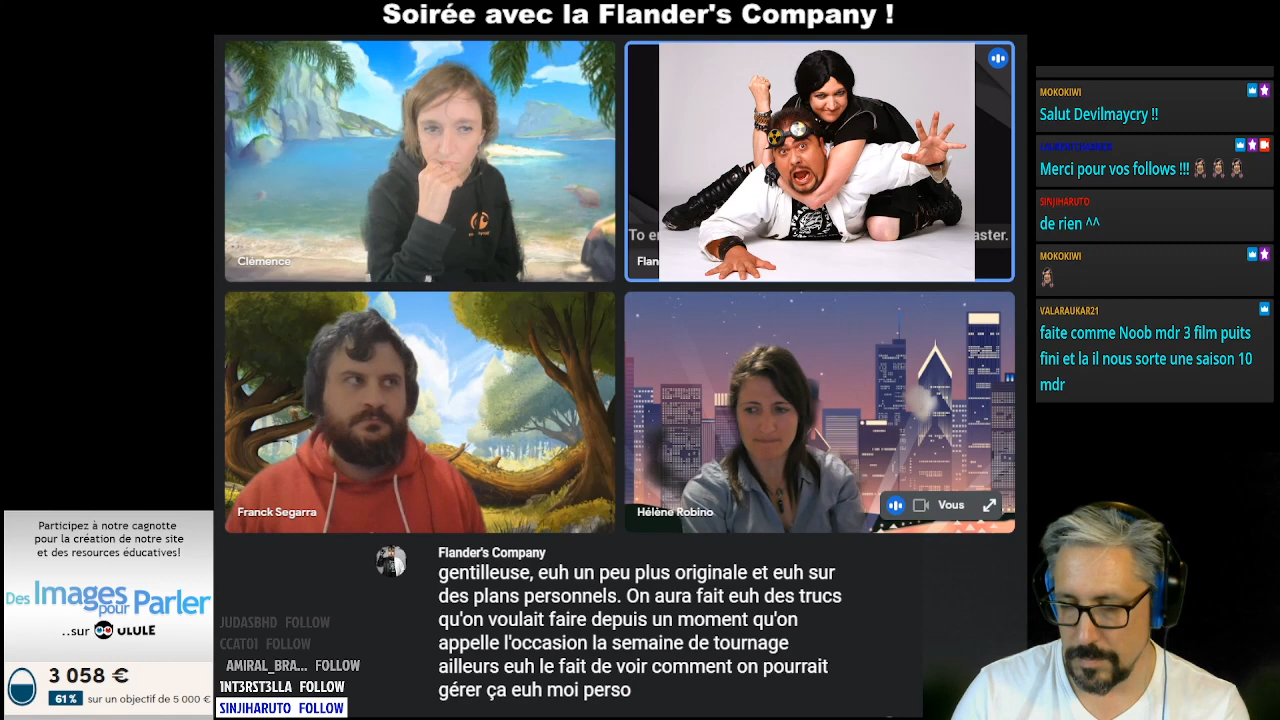 Soirée avec la Flander's Company !
Clémence
To e
aster.
Flan
Franck Segarra
Hélène Robino
Vous
MOKOKIWI
Salut Devilmaycry !!
Merci pour vos follows !!!
SINJIHARUTO
de rien ^^
MOKOKIWI
VALARAUKAR21
faite comme Noob mdr 3 film puits
fini et la il nous sorte une saison 10
mdr
Participez à notre cagnotte
pour la création de notre site
et des resources éducatives!
Des Images pour Parler
..sur ULULE
3 058 €
61 % sur un objectif de 5 000 €
JUDASBHD FOLLOW
CCATO1 FOLLOW
AMIRAL_BRA... FOLLOW
1NT3RST3LLA FOLLOW
SINJIHARUTO FOLLOW
Flander's Company
gentilleuse, euh un peu plus originale et euh sur
des plans personnels. On aura fait euh des trucs
qu'on voulait faire depuis un moment qu'on
appelle l'occasion la semaine de tournage
ailleurs euh le fait de voir comment on pourrait
gérer ça euh moi perso